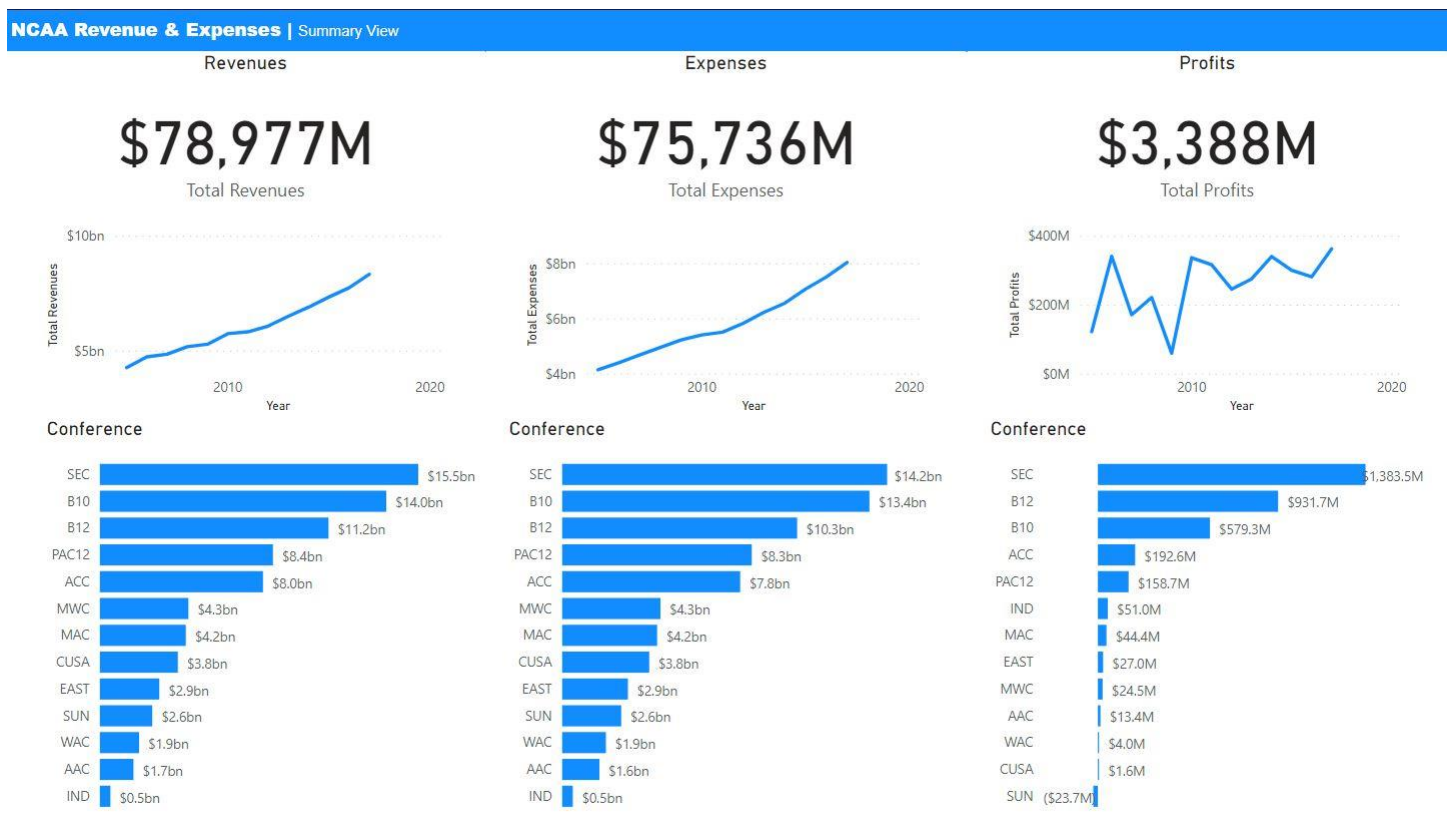 NCAA Revenue & Expenses | Summary View
Revenues
$78,977M
Total Revenues
$10bn
$5bn
Total Revenues
2010
2020
Year
Conference
SEC
$15.5bn
B10
$14.0bn
B12
$11.2bn
PAC12
$8.4bn
ACC
$8.0bn
MWC
$4.3bn
MAC
$4.2bn
CUSA
$3.8bn
EAST
$2.9bn
SUN
$2.6bn
WAC
$1.9bn
AAC
$1.7bn
IND
$0.5bn
Expenses
$75,736M
Total Expenses
$8bn
$6bn
$4bn
Total Expenses
2010
2020
Year
Conference
SEC
$14.2bn
B10
$13.4bn
B12
$10.3bn
PAC12
$8.3bn
ACC
$7.8bn
MWC
$4.3bn
MAC
$4.2bn
CUSA
$3.8bn
EAST
$2.9bn
SUN
$2.6bn
WAC
$1.9bn
AAC
$1.6bn
IND
$0.5bn
Profits
$3,388M
Total Profits
$400M
$200M
$0M
Total Profits
2010
2020
Year
Conference
SEC
$1,383.5M
B12
$931.7M
B10
$579.3M
ACC
$192.6M
PAC12
$158.7M
IND
$51.0M
MAC
$44.4M
EAST
$27.0M
MWC
$24.5M
AAC
$13.4M
WAC
$4.0M
CUSA
$1.6M
SUN
($23.7M)